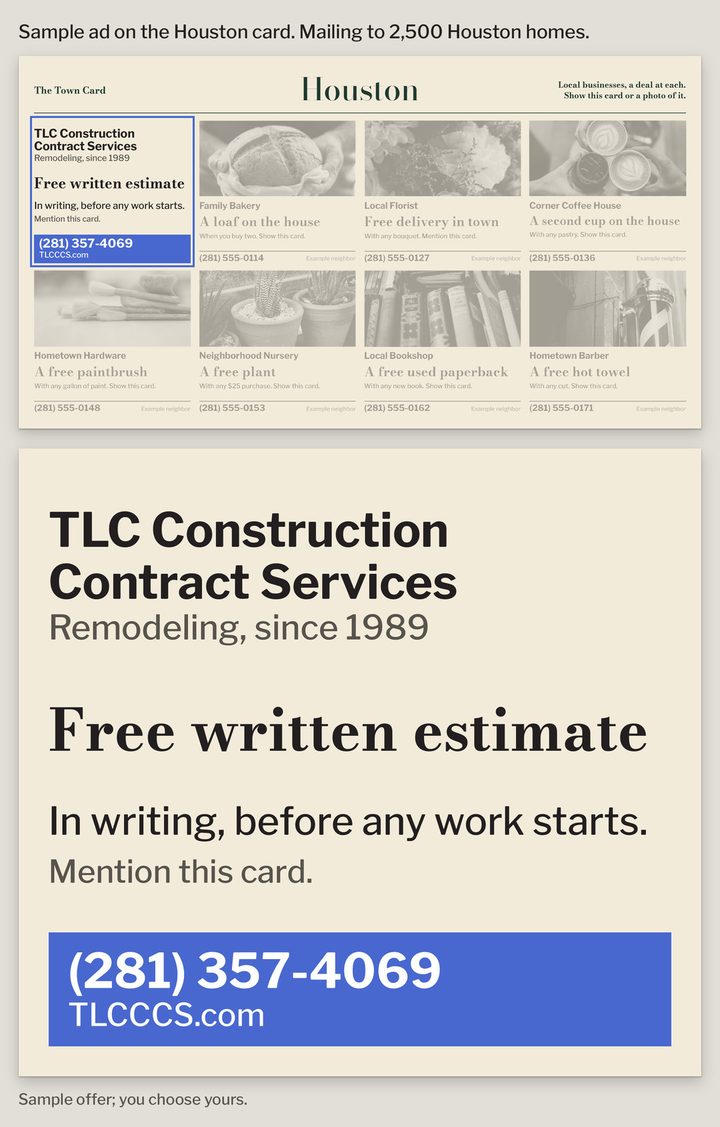 Sample ad on the Houston card. Mailing to 2,500 Houston homes.
The Town Card
Houston
Local businesses, a deal at each.
Show this card or a photo of it.
TLC Construction
Contract Services
Remodeling, since 1989
Free written estimate
In writing, before any work starts.
Mention this card.
(281) 357-4069
TLCCCS.com
Family Bakery
A loaf on the house
When you buy two. Show this card.
(281) 555-0114
Example neighbor
Local Florist
Free delivery in town
With any bouquet. Mention this card.
(281) 555-0127
Example neighbor
Corner Coffee House
A second cup on the house
With any pastry. Show this card.
(281) 555-0136
Example neighbor
Hometown Hardware
A free paintbrush
With any gallon of paint. Show this card.
(281) 555-0148
Example neighbor
Neighborhood Nursery
A free plant
With any $25 purchase. Show this card.
(281) 555-0153
Example neighbor
Local Bookshop
A free used paperback
With any new book. Show this card.
(281) 555-0162
Example neighbor
Hometown Barber
A free hot towel
With any cut. Show this card.
(281) 555-0171
Example neighbor
TLC Construction
Contract Services
Remodeling, since 1989
Free written estimate
In writing, before any work starts.
Mention this card.
(281) 357-4069
TLCCCS.com
Sample offer; you choose yours.